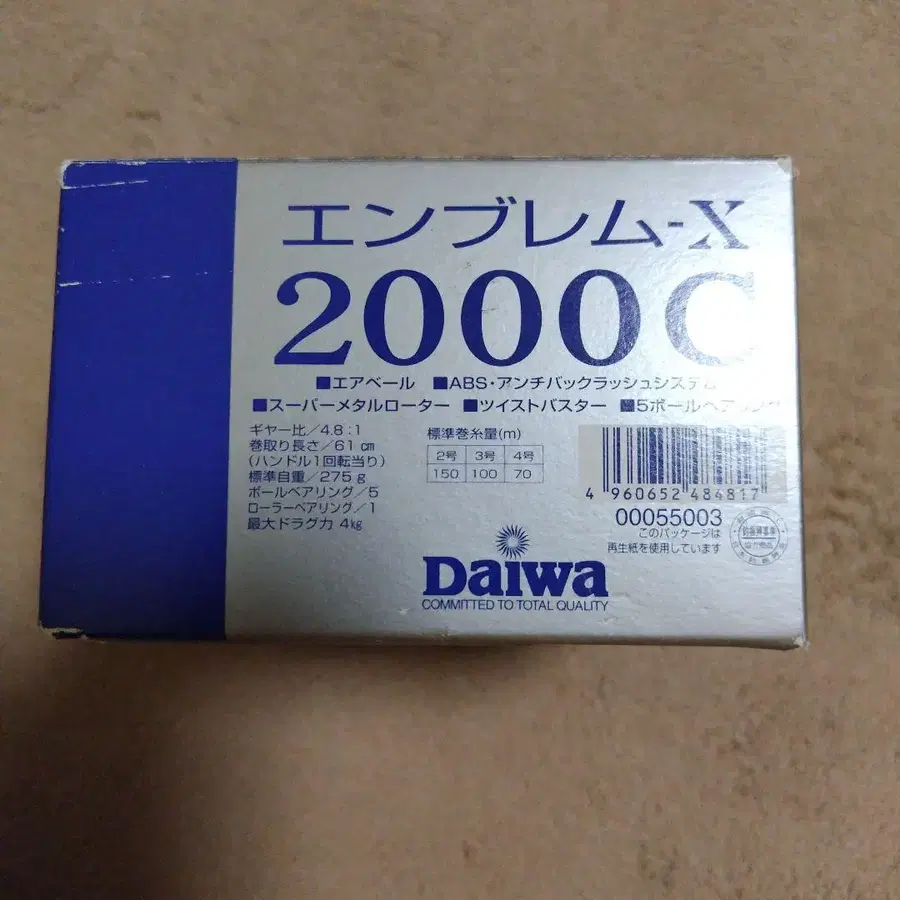 エンブレム-X
2000C
■エアベール ■ABS・アンチバックラッシュシステム
■スーパーメタルローター ■ツイストバスター ■5ボールベアリング
ギヤー比/4.8:1
巻取り長さ/61㎝
(ハンドル1回転当り)
標準自重/275g
ボールベアリング/5
ローラーベアリング/1
最大ドラグ力 4㎏
標準巻糸量(m)
2号 3号 4号
150 100 70
4 960652 484817
00055003
このパッケージは
再生紙を使用しています
Daiwa
COMMITTED TO TOTAL QUALITY